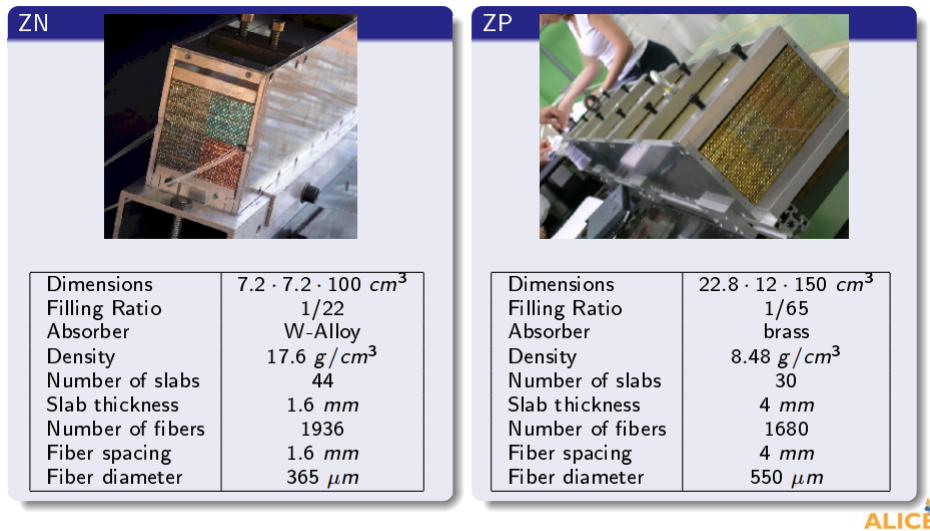 ZN
Dimensions 7.2 · 7.2 · 100 cm³
Filling Ratio 1/22
Absorber W-Alloy
Density 17.6 g/cm³
Number of slabs 44
Slab thickness 1.6 mm
Number of fibers 1936
Fiber spacing 1.6 mm
Fiber diameter 365 μm
ZP
Dimensions 22.8 · 12 · 150 cm³
Filling Ratio 1/65
Absorber brass
Density 8.48 g/cm³
Number of slabs 30
Slab thickness 4 mm
Number of fibers 1680
Fiber spacing 4 mm
Fiber diameter 550 μm
ALICE